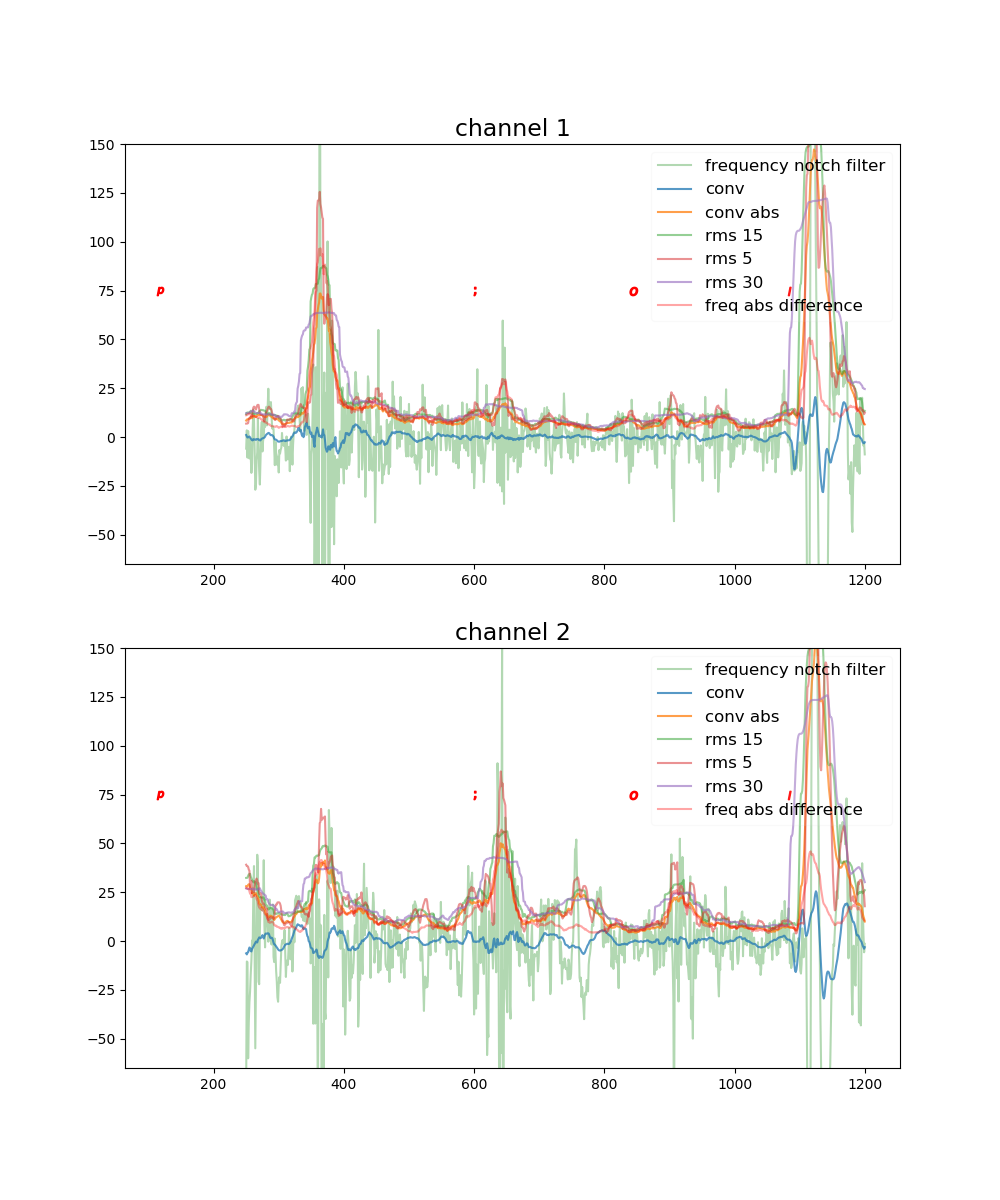 channel 1
150
125
100
75
50
25
0
−25
−50
frequency notch filter
conv
conv abs
rms 15
rms 5
rms 30
freq abs difference
p ; o l
200 400 600 800 1000 1200
channel 2
150
125
100
75
50
25
0
−25
−50
frequency notch filter
conv
conv abs
rms 15
rms 5
rms 30
freq abs difference
p ; o l
200 400 600 800 1000 1200